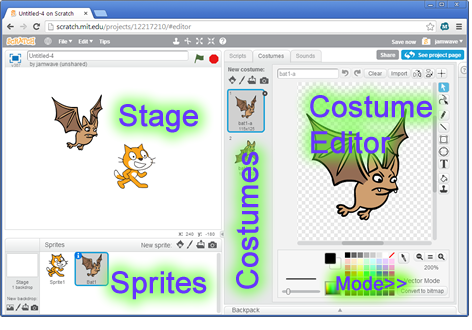 Untitled-4 on Scratch
scratch.mit.edu/projects/12217210/#editor
SCRATCH
File Edit Tips
Save now
jamwave
Untitled-4
by jamwave (unshared)
Scripts Costumes Sounds
Share
See project page
New costume:
bat1-a
Clear Import
bat1-a
115x125
2
Stage
Costume
Editor
Costumes
X: 240 y: -166
Sprites
New sprite:
Stage
1 backdrop
New backdrop:
Sprite1
Bat1
Sprites
200%
Mode>>
Vector Mode
Convert to bitmap
Backpack